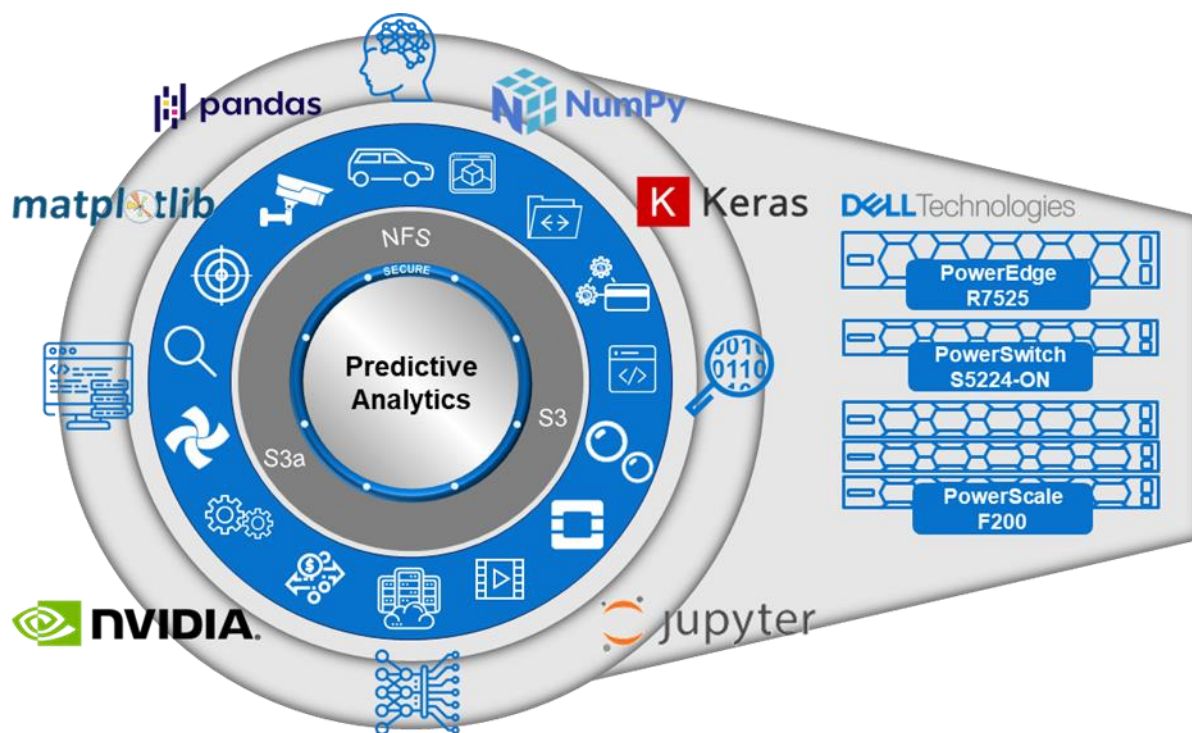 pandas
NumPy
matplotlib
Keras
DELLTechnologies
NFS
SECURE
PowerEdge
R7525
Predictive
Analytics
PowerSwitch
S5224-ON
0110
S3
S3a
PowerScale
F200
NVIDIA.
jupyter